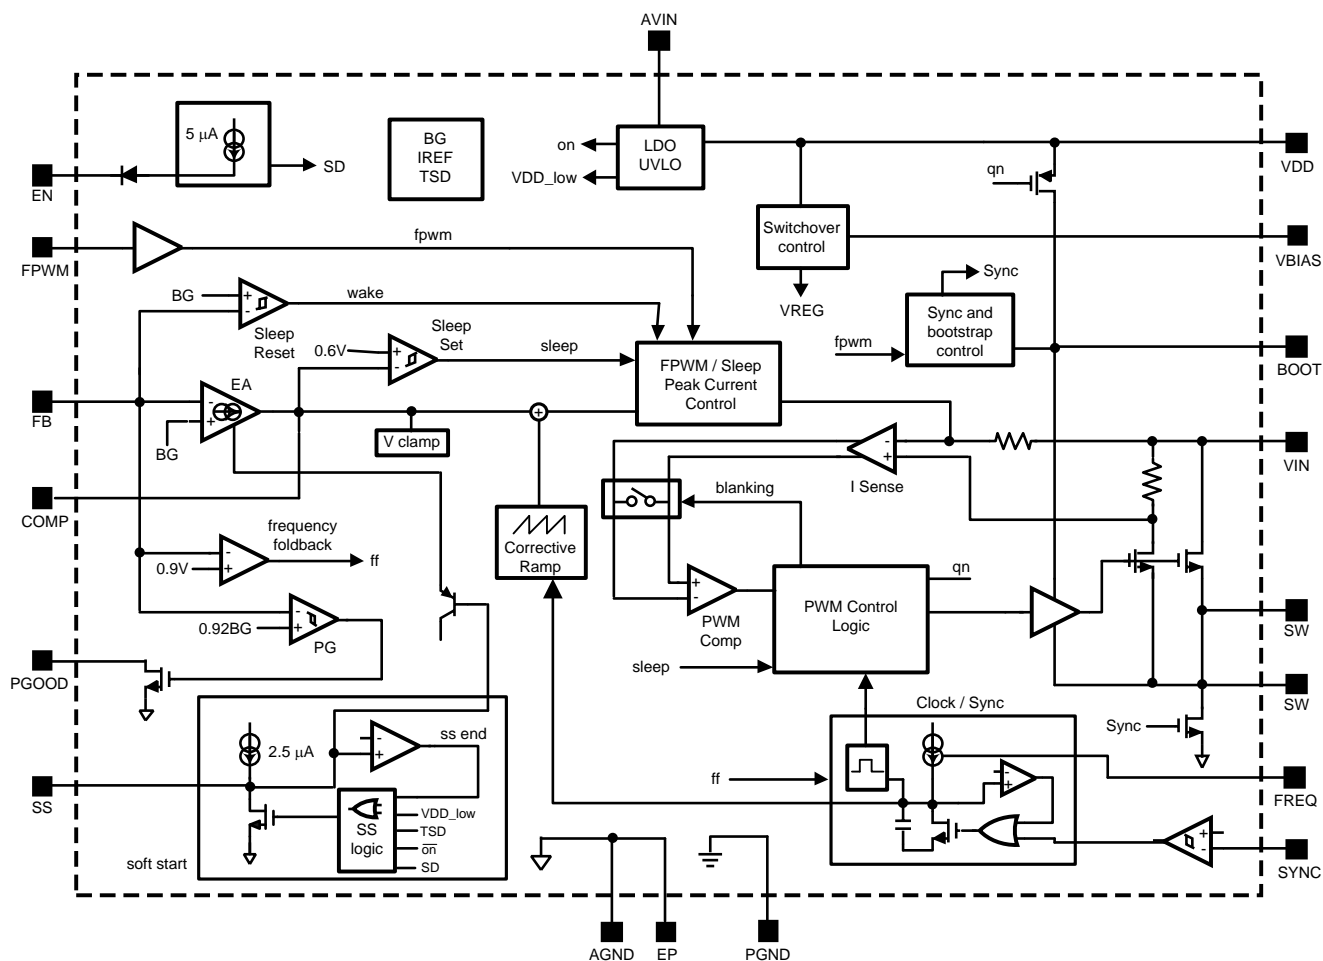 AVIN
5 μA
SD
EN
BG
IREF
TSD
on
VDD_low
LDO
UVLO
qn
VDD
FPWM
fpwm
Switchover
control
VREG
VBIAS
Sync
Sync and
bootstrap
control
fpwm
BOOT
BG
+
-
Sleep
Reset
wake
0.6V
+
-
Sleep
Set
sleep
FPWM / Sleep
Peak Current
Control
FB
EA
-
+
BG
V clamp
+
COMP
-
+
I Sense
VIN
blanking
frequency
foldback
-
+
0.9V
ff
Corrective
Ramp
+
-
PWM
Comp
PWM Control
Logic
qn
SW
-
+
0.92BG
PG
PGOOD
sleep
SW
Sync
Clock / Sync
2.5 μA
-
+
ss end
SS
ff
-
+
FREQ
SS
logic
VDD_low
TSD
on
SD
soft start
+
-
SYNC
AGND
EP
PGND